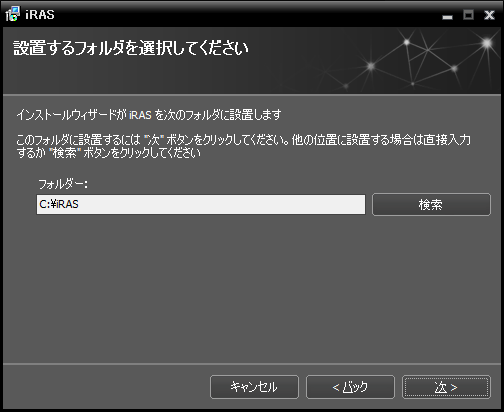 iRAS
設置するフォルダを選択してください
インストールウィザードが iRAS を次のフォルダに設置します
このフォルダに設置するには "次" ボタンをクリックしてください。他の位置に設置する場合は直接入力
するか "検索" ボタンをクリックしてください
フォルダー:
C:¥iRAS
検索
キャンセル
< バック
次 >